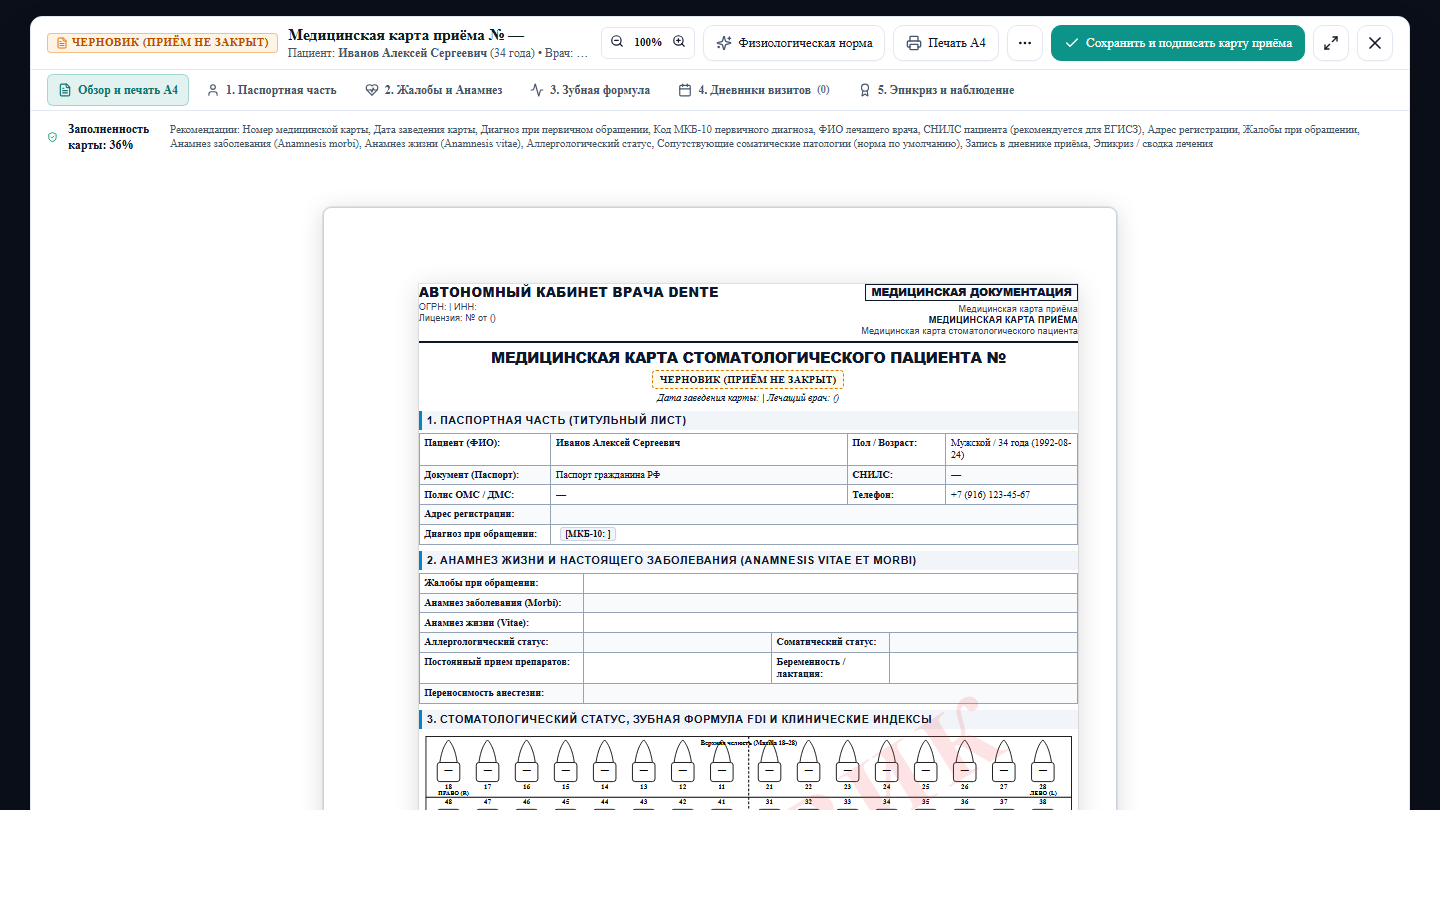 ЧЕРНОВИК (ПРИЁМ НЕ ЗАКРЫТ)
Медицинская карта приёма № —
Пациент: Иванов Алексей Сергеевич (34 года) • Врач: …
100%
Физиологическая норма
Печать А4
Сохранить и подписать карту приёма
Обзор и печать А4
1. Паспортная часть
2. Жалобы и Анамнез
3. Зубная формула
4. Дневники визитов (0)
5. Эпикриз и наблюдение
Заполненность карты: 36%
Рекомендации: Номер медицинской карты, Дата заведения карты, Диагноз при первичном обращении, Код МКБ-10 первичного диагноза, ФИО лечащего врача, СНИЛС пациента (рекомендуется для ЕГИСЗ), Адрес регистрации, Жалобы при обращении,
Анамнез заболевания (Anamnesis morbi), Анамнез жизни (Anamnesis vitae), Аллергологический статус, Сопутствующие соматические патологии (норма по умолчанию), Запись в дневнике приёма, Эпикриз / сводка лечения
АВТОНОМНЫЙ КАБИНЕТ ВРАЧА DENTE
ОГРН: | ИНН:
Лицензия: № от ()
МЕДИЦИНСКАЯ ДОКУМЕНТАЦИЯ
Медицинская карта приёма
МЕДИЦИНСКАЯ КАРТА ПРИЁМА
Медицинская карта стоматологического пациента
МЕДИЦИНСКАЯ КАРТА СТОМАТОЛОГИЧЕСКОГО ПАЦИЕНТА №
ЧЕРНОВИК (ПРИЁМ НЕ ЗАКРЫТ)
Дата заведения карты: | Лечащий врач: ()
1. ПАСПОРТНАЯ ЧАСТЬ (ТИТУЛЬНЫЙ ЛИСТ)
Пациент (ФИО): Иванов Алексей Сергеевич Пол / Возраст: Мужской / 34 года (1992-08-
24)
Документ (Паспорт): Паспорт гражданина РФ СНИЛС: —
Полис ОМС / ДМС: — Телефон: +7 (916) 123-45-67
Адрес регистрации:
Диагноз при обращении: [МКБ-10: ]
2. АНАМНЕЗ ЖИЗНИ И НАСТОЯЩЕГО ЗАБОЛЕВАНИЯ (ANAMNESIS VITAE ET MORBI)
Жалобы при обращении:
Анамнез заболевания (Morbi):
Анамнез жизни (Vitae):
Аллергологический статус: Соматический статус:
Постоянный прием препаратов: Беременность /
лактация:
Переносимость анестезии:
3. СТОМАТОЛОГИЧЕСКИЙ СТАТУС, ЗУБНАЯ ФОРМУЛА FDI И КЛИНИЧЕСКИЕ ИНДЕКСЫ
Верхняя челюсть (Maxilla 18–28)
— — — — — — — — — — — — — — — —
18 17 16 15 14 13 12 11 21 22 23 24 25 26 27 28
ПРАВО (R) ЛЕВО (L)
48 47 46 45 44 43 42 41 31 32 33 34 35 36 37 38